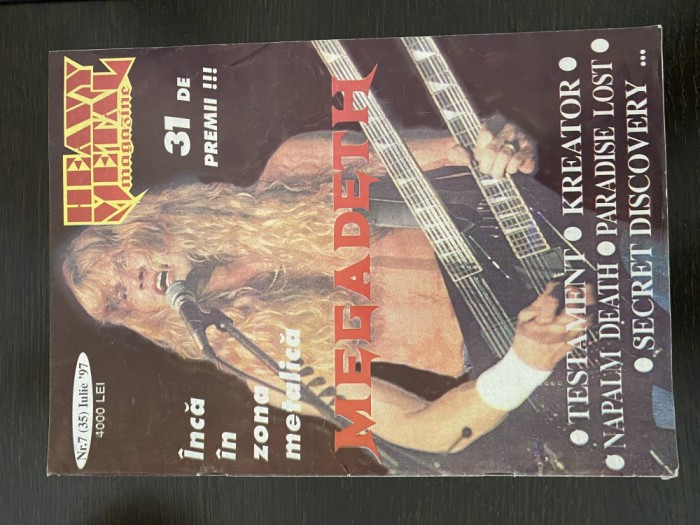 HEAVY
METAL
magazine
31 DE
PREMII !!!
MEGADETH
Încă
în
zona
metalică
Nr.7 (35) Iulie '97
4000 LEI
● TESTAMENT ● KREATOR ●
● NAPALM DEATH ● PARADISE LOST ●
● SECRET DISCOVERY ...